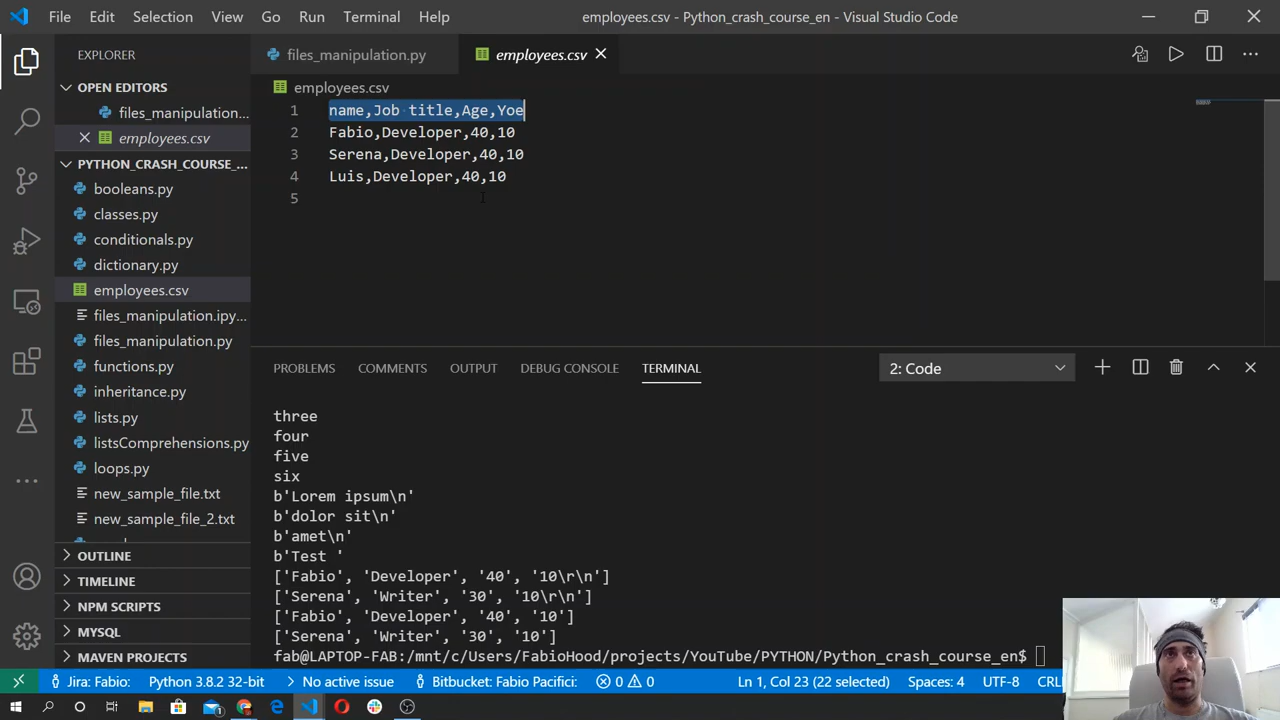 File Edit Selection View Go Run Terminal Help employees.csv - Python_crash_course_en - Visual Studio Code
EXPLORER
OPEN EDITORS
files_manipulation...
employees.csv
PYTHON_CRASH_COURSE_...
booleans.py
classes.py
conditionals.py
dictionary.py
employees.csv
files_manipulation.ipy...
files_manipulation.py
functions.py
inheritance.py
lists.py
listsComprehensions.py
loops.py
new_sample_file.txt
new_sample_file_2.txt
OUTLINE
TIMELINE
NPM SCRIPTS
MYSQL
MAVEN PROJECTS
files_manipulation.py employees.csv
employees.csv
1 name,Job title,Age,Yoe
2 Fabio,Developer,40,10
3 Serena,Developer,40,10
4 Luis,Developer,40,10
5
PROBLEMS COMMENTS OUTPUT DEBUG CONSOLE TERMINAL 2: Code
three
four
five
six
b'Lorem ipsum\n'
b'dolor sit\n'
b'amet\n'
b'Test '
['Fabio', 'Developer', '40', '10\r\n']
['Serena', 'Writer', '30', '10\r\n']
['Fabio', 'Developer', '40', '10']
['Serena', 'Writer', '30', '10']
fab@LAPTOP-FAB:/mnt/c/Users/FabioHood/projects/YouTube/PYTHON/Python_crash_course_en$
Jira: Fabio: Python 3.8.2 32-bit No active issue Bitbucket: Fabio Pacifici: 0 0 Ln 1, Col 23 (22 selected) Spaces: 4 UTF-8 CRL